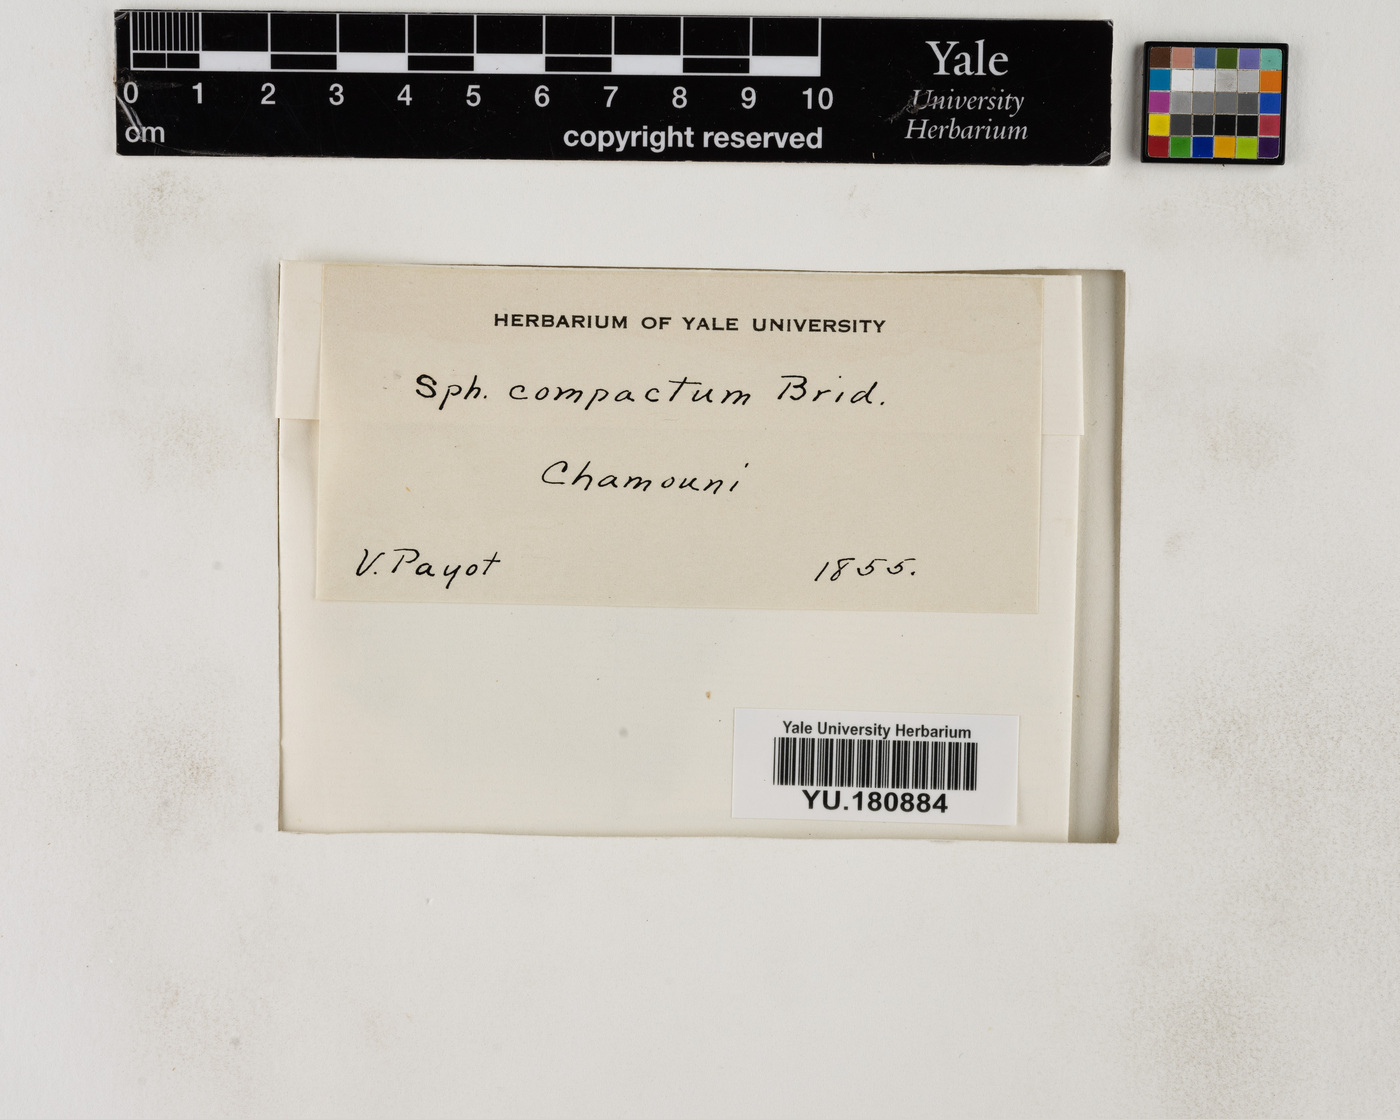 0 1 2 3 4 5 6 7 8 9 10
cm
copyright reserved
Yale
University
Herbarium
HERBARIUM OF YALE UNIVERSITY
Sph. compactum Brid.
Chamouni
V. Payot 1855.
Yale University Herbarium
YU.180884